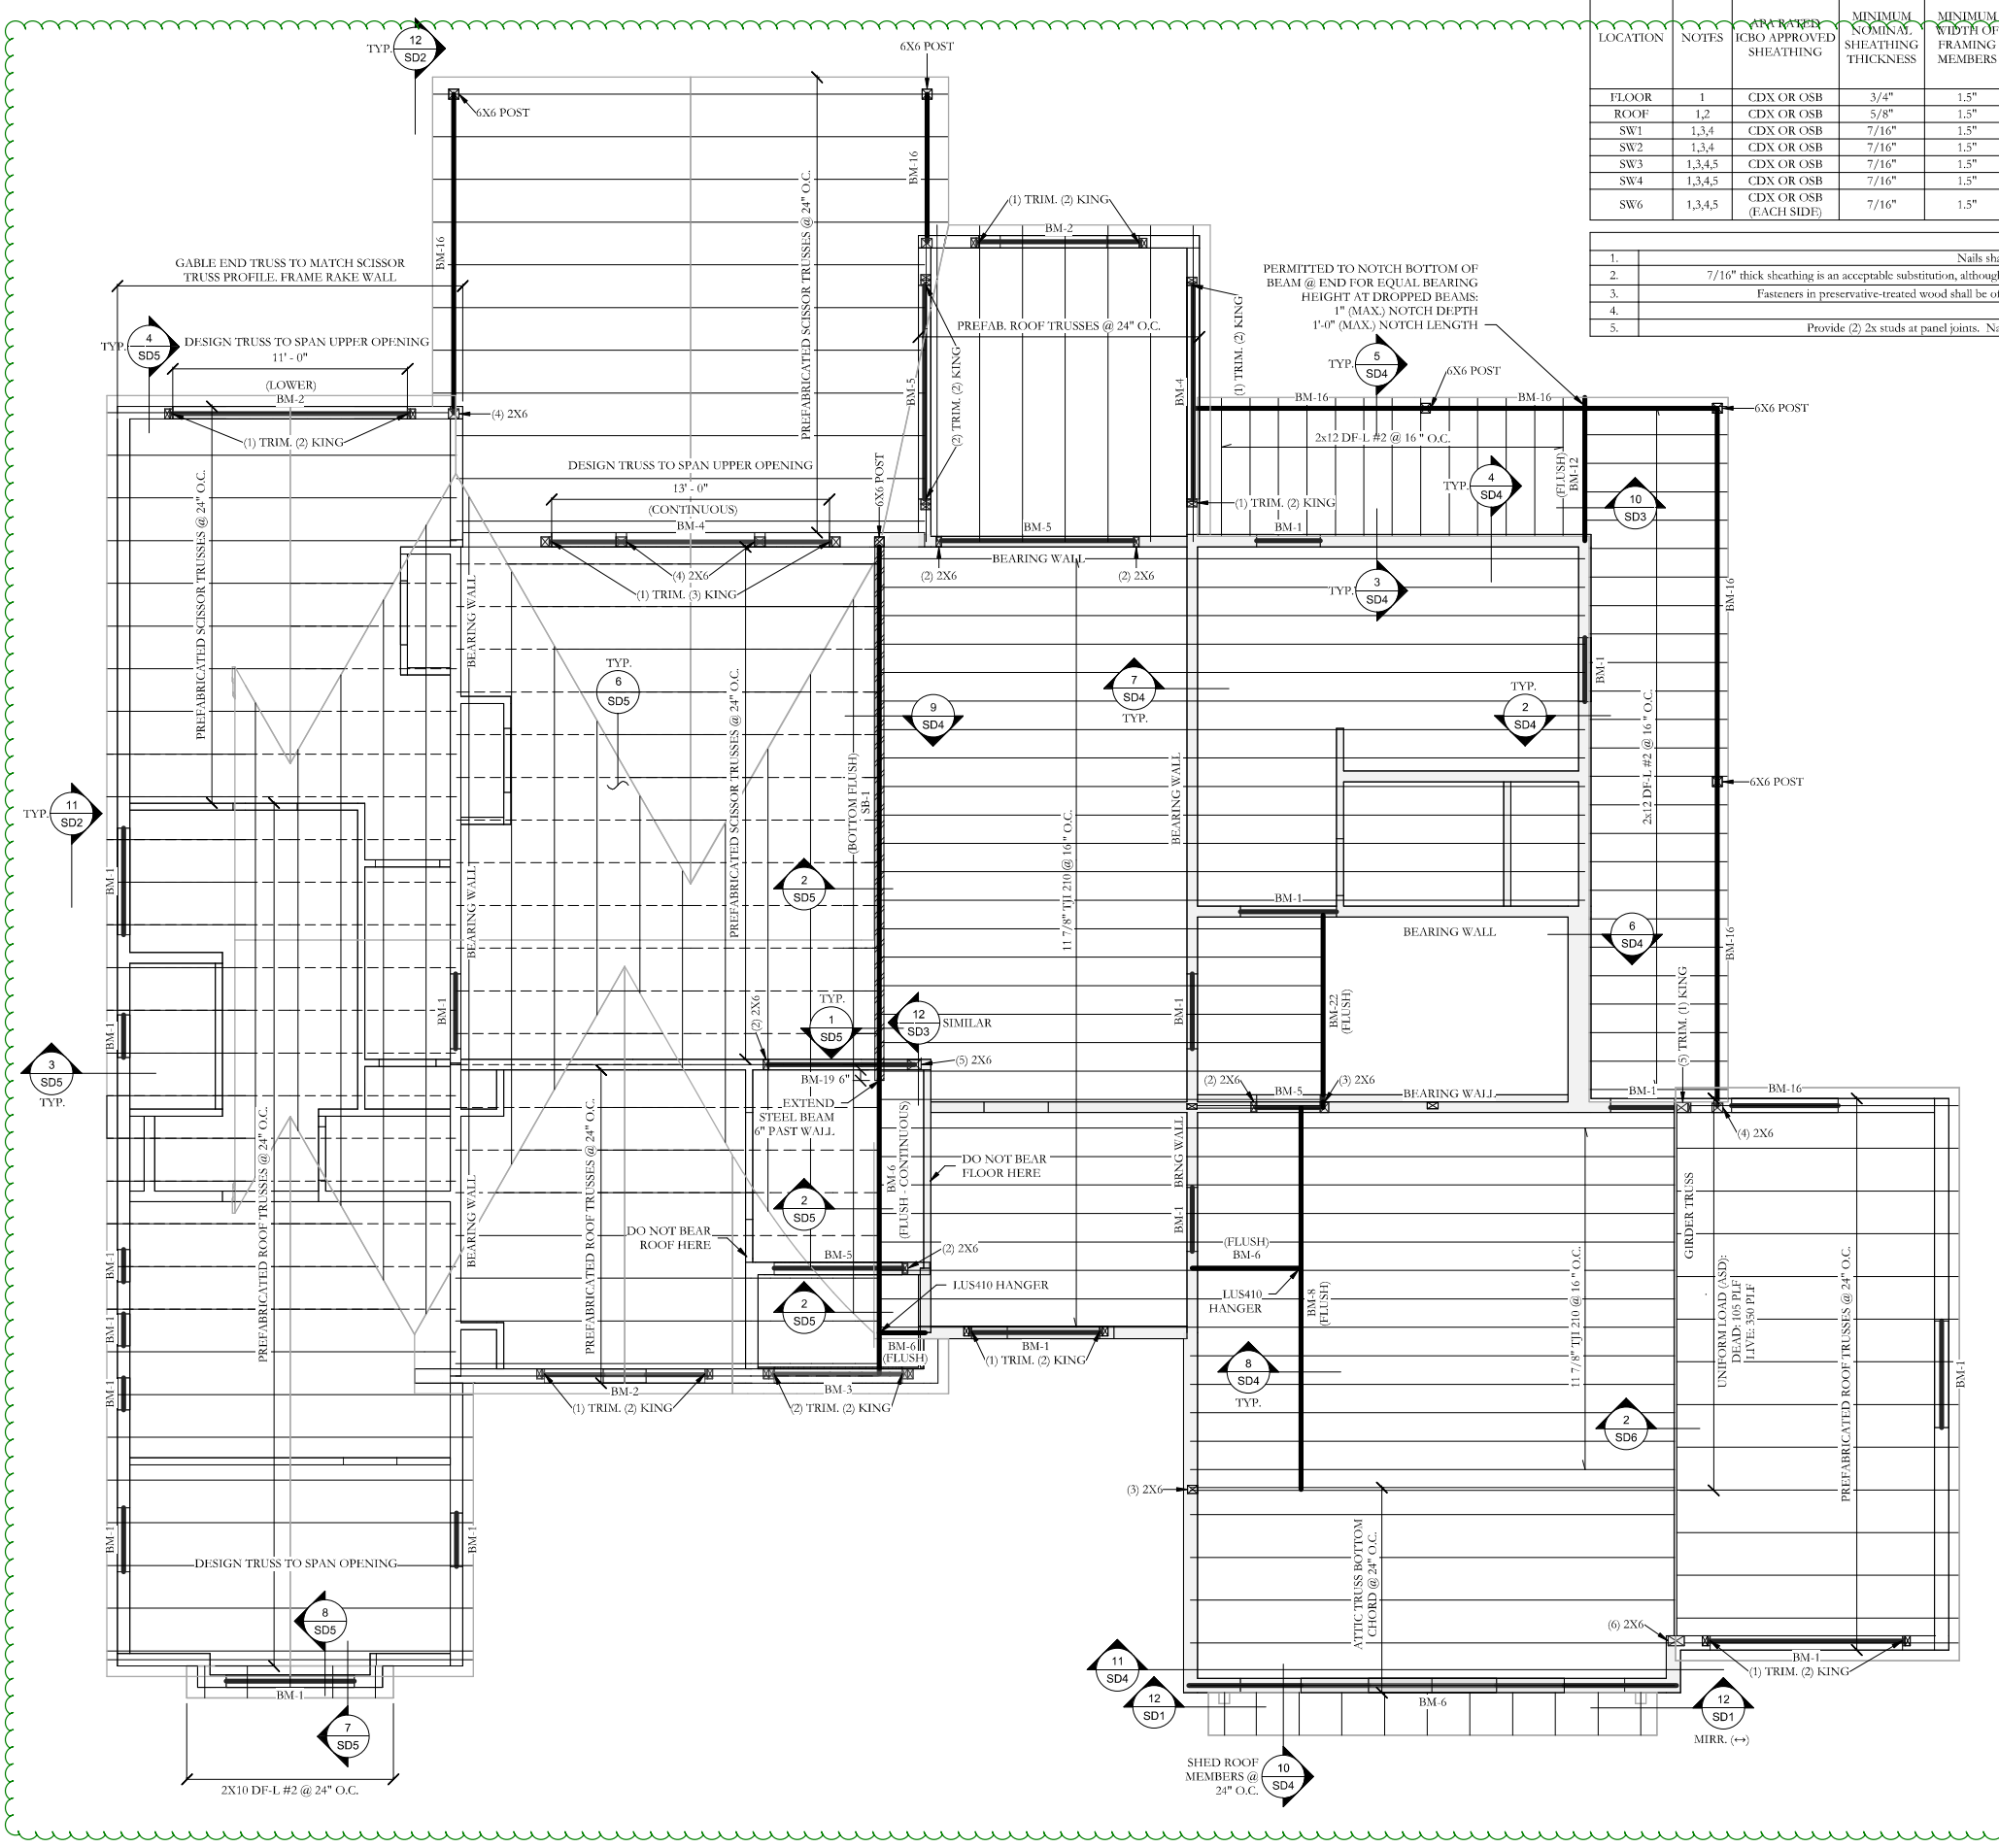 LOCATION
NOTES
APA RATED
ICBO APPROVED
SHEATHING
MINIMUM
NOMINAL
SHEATHING
THICKNESS
MINIMUM
WIDTH OF
FRAMING
MEMBERS
FLOOR 1 CDX OR OSB 3/4" 1.5"
ROOF 1,2 CDX OR OSB 5/8" 1.5"
SW1 1,3,4 CDX OR OSB 7/16" 1.5"
SW2 1,3,4 CDX OR OSB 7/16" 1.5"
SW3 1,3,4,5 CDX OR OSB 7/16" 1.5"
SW4 1,3,4,5 CDX OR OSB 7/16" 1.5"
SW6 1,3,4,5 CDX OR OSB
(EACH SIDE) 7/16" 1.5"
1. Nails sha
2. 7/16" thick sheathing is an acceptable substitution, although
3. Fasteners in preservative-treated wood shall be of
4.
5. Provide (2) 2x studs at panel joints. Na
TYP. 12
SD2
6X6 POST
6X6 POST
BM-16
BM-16
PREFABRICATED SCISSOR TRUSSES @ 24" O.C.
(1) TRIM. (2) KING
BM-2
GABLE END TRUSS TO MATCH SCISSOR
TRUSS PROFILE. FRAME RAKE WALL
PERMITTED TO NOTCH BOTTOM OF
BEAM @ END FOR EQUAL BEARING
HEIGHT AT DROPPED BEAMS:
1" (MAX.) NOTCH DEPTH
1'-0" (MAX.) NOTCH LENGTH
PREFAB. ROOF TRUSSES @ 24" O.C.
(1) TRIM. (2) KING
BM-5
(2) TRIM. (2) KING
BM-4
TYP. 4
SD5
DESIGN TRUSS TO SPAN UPPER OPENING
11' - 0"
(LOWER)
BM-2
(4) 2X6
(1) TRIM. (2) KING
TYP. 5
SD4
6X6 POST
BM-16
BM-16
6X6 POST
2x12 DF-L #2 @ 16 " O.C.
(FLUSH)
BM-12
TYP. 4
SD4
10
SD3
DESIGN TRUSS TO SPAN UPPER OPENING
13' - 0"
(CONTINUOUS)
BM-4
6X6 POST
(1) TRIM. (2) KING
BM-5
BM-1
BEARING WALL
(4) 2X6
(1) TRIM (3) KING
(2) 2X6
(2) 2X6
TYP. 3
SD4
BM-16
PREFABRICATED SCISSOR TRUSSES @ 24" O.C.
BEARING WALL
TYP.
6
SD5
PREFABRICATED SCISSOR TRUSSES @ 24" O.C.
9
SD4
7
SD4
TYP.
TYP.
2
SD4
BM-1
2x12 DF-L #2 @ 16 " O.C.
6X6 POST
(BOTTOM FLUSH)
SB-1
BEARING WALL
11 7/8" TJI 210 @ 16" O.C.
TYP. 11
SD2
BM-1
BEARING WALL
2
SD5
BM-1
BEARING WALL
6
SD4
BM-16
BM-1
BM-1
(2) 2X6
TYP.
1
SD5
12
SD3
SIMILAR
BM-1
BM-22
(FLUSH)
(5) TRIM. (1) KING
3
SD5
TYP.
(5) 2X6
BM-19 6"
EXTEND
STEEL BEAM
6" PAST WALL
(2) 2X6
BM-5
(3) 2X6
BEARING WALL
BM-1
BM-16
(4) 2X6
PREFABRICATED ROOF TRUSSES @ 24" O.C.
BEARING WALL
PREFABRICATED ROOF TRUSSES @ 24" O.C.
BM-6
(FLUSH - CONTINUOUS)
DO NOT BEAR
FLOOR HERE
BRNG WALL
2
SD5
BM-1
GIRDER TRUSS
DO NOT BEAR
ROOF HERE
BM-5
(2) 2X6
(FLUSH)
BM-6
BM-1
LUS410 HANGER
LUS410
HANGER
BM-8
(FLUSH)
11 7/8" TJI 210 @ 16 " O.C.
UNIFORM LOAD (ASD):
DEAD: 105 PLF
LIVE: 350 PLF
PREFABRICATED ROOF TRUSSES @ 24" O.C.
2
SD5
BM-1
BM-6
(FLUSH)
BM-1
(1) TRIM. (2) KING
BM-1
BM-1
BM-2
(1) TRIM. (2) KING
BM-3
(2) TRIM. (2) KING
8
SD4
TYP.
2
SD6
(3) 2X6
BM-1
BM-1
DESIGN TRUSS TO SPAN OPENING
ATTIC TRUSS BOTTOM
CHORD @ 24" O.C.
8
SD5
(6) 2X6
BM-1
(1) TRIM. (2) KING
11
SD4
BM-1
BM-6
12
SD1
12
SD1
MIRR. (↔)
7
SD5
SHED ROOF
MEMBERS @
24" O.C.
10
SD4
2X10 DF-L #2 @ 24" O.C.